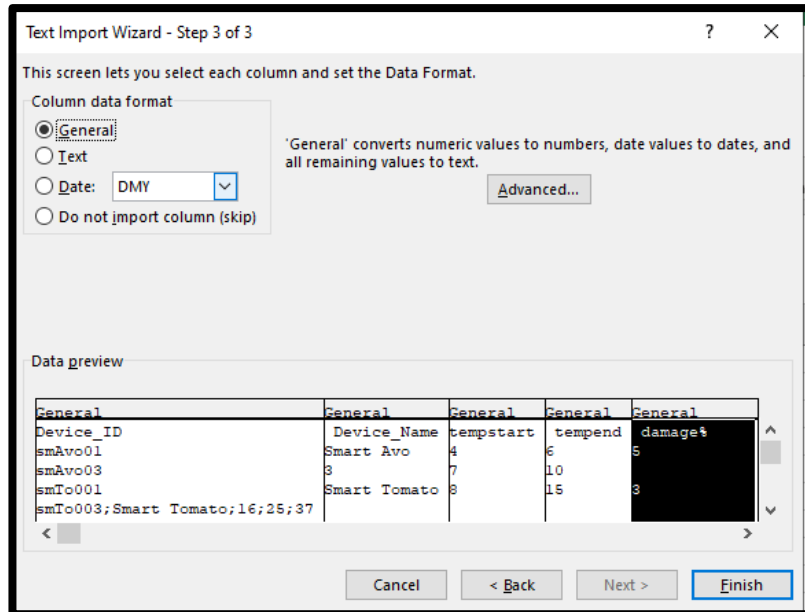 Text Import Wizard - Step 3 of 3 ? ×
This screen lets you select each column and set the Data Format.
Column data format
General
Text
Date: DMY
Do not import column (skip)
'General' converts numeric values to numbers, date values to dates, and
all remaining values to text.
Advanced...
Data preview
General General General General General
Device_ID Device_Name tempstart tempend damage%
smAvo01 Smart Avo 4 6 5
smAvo03 3 7 10
smTo001 Smart Tomato 8 15 3
smTo003;Smart Tomato;16;25;37
Cancel < Back Next > Finish